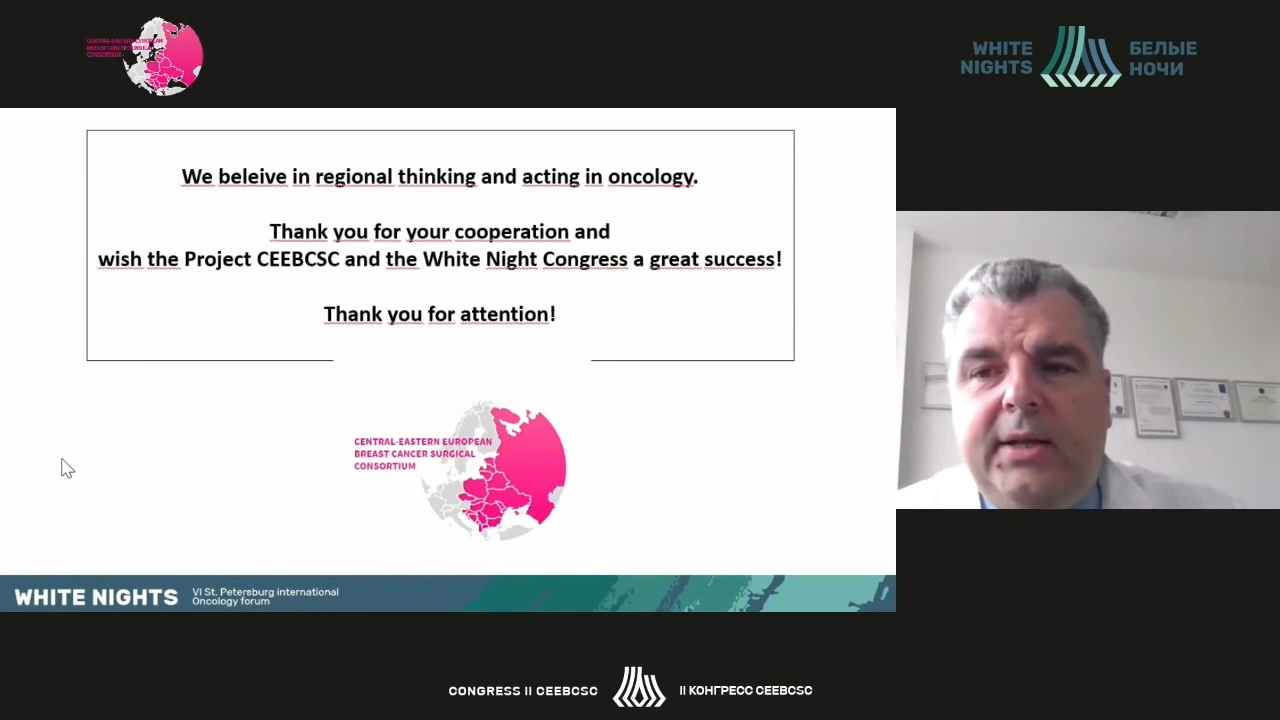 CENTRAL-EASTERN EUROPEAN
BREAST CANCER SURGICAL
CONSORTIUM
WHITE
NIGHTS
БЕЛЫЕ
НОЧИ
We beleive in regional thinking and acting in oncology.
Thank you for your cooperation and
wish the Project CEEBCSC and the White Night Congress a great success!
Thank you for attention!
CENTRAL-EASTERN EUROPEAN
BREAST CANCER SURGICAL
CONSORTIUM
WHITE NIGHTS
VI St. Petersburg international
Oncology forum
CONGRESS II CEEBCSC
II КОНГРЕСС CEEBCSC